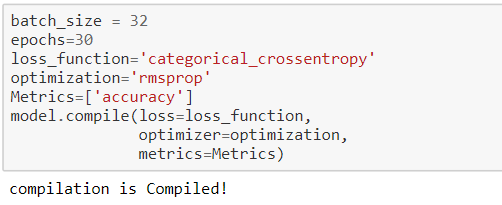 batch_size = 32
epochs=30
loss_function='categorical_crossentropy'
optimization='rmsprop'
Metrics=['accuracy']
model.compile(loss=loss_function,
              optimizer=optimization,
              metrics=Metrics)
compilation is Compiled!